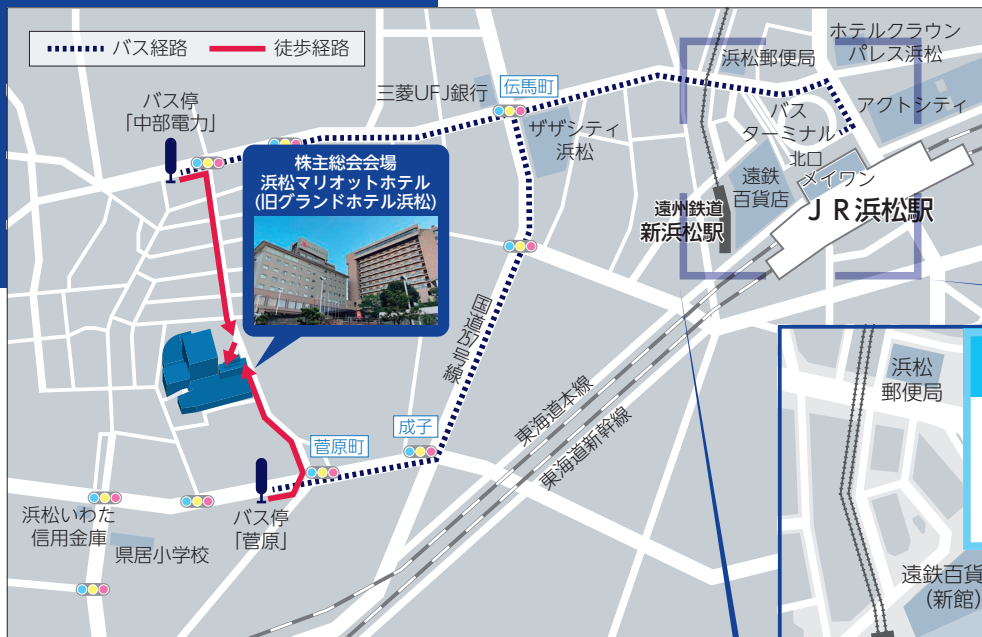 バス経路
徒歩経路
ホテルクラウン
パレス浜松
浜松郵便局
三菱UFJ銀行
伝馬町
バス停
「中部電力」
ザザシティ
浜松
バス
ターミナル
アクトシティ
北口
メイワン
遠鉄
百貨店
JR浜松駅
遠州鉄道
新浜松駅
株主総会会場
浜松マリオットホテル
(旧グランドホテル浜松)
国道257号線
東海道本線
東海道新幹線
成子
菅原町
バス停
「菅原」
浜松いわた
信用金庫
県居小学校
浜松
郵便局
遠鉄百貨
(新館)